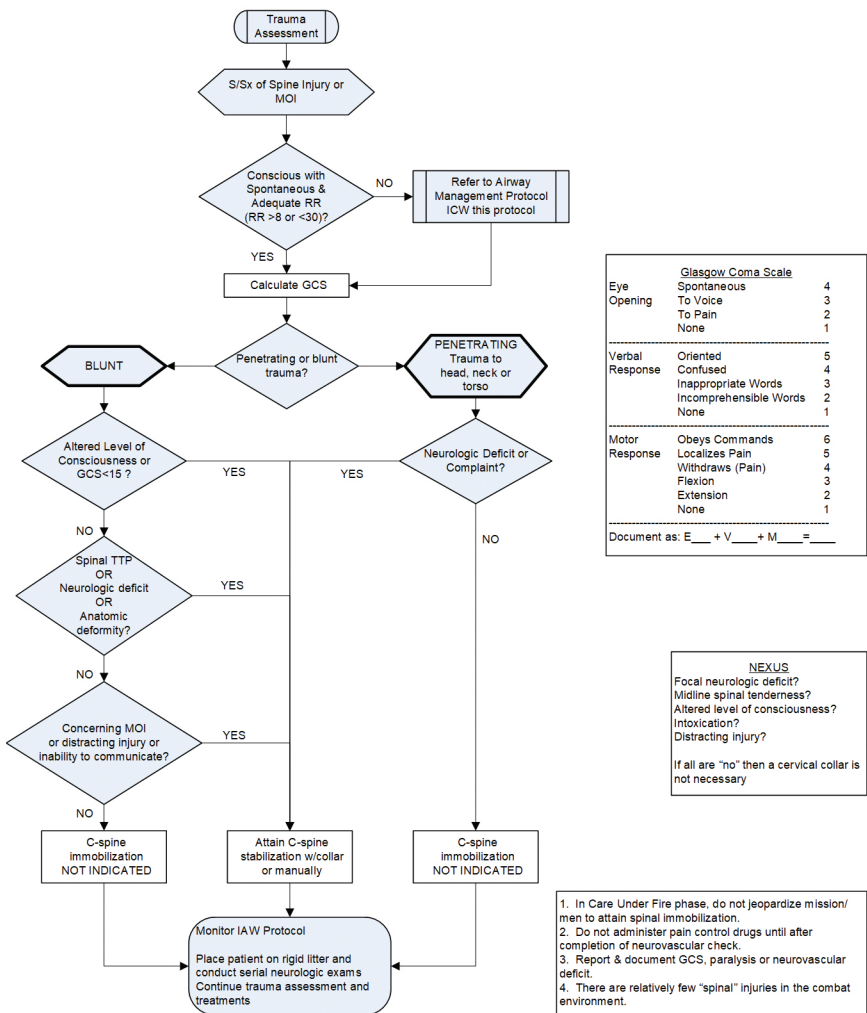 Trauma
Assessment
S/Sx of Spine Injury or
MOI
Conscious with
Spontaneous &
Adequate RR
(RR >8 or <30)?
NO
Refer to Airway
Management Protocol
ICW this protocol
YES
Calculate GCS
Penetrating or blunt
trauma?
BLUNT
PENETRATING
Trauma to
head, neck or
torso
Altered Level of
Consciousness or
GCS<15 ?
YES
YES
Neurologic Deficit or
Complaint?
NO
NO
Spinal TTP
OR
Neurologic deficit
OR
Anatomic
deformity?
YES
NO
Concerning MOI
or distracting injury or
inability to communicate?
YES
NO
C-spine
immobilization
NOT INDICATED
Attain C-spine
stabilization w/collar
or manually
C-spine
immobilization
NOT INDICATED
Monitor IAW Protocol
Place patient on rigid litter and
conduct serial neurologic exams
Continue trauma assessment and
treatments
Glasgow Coma Scale
Eye Spontaneous 4
Opening To Voice 3
To Pain 2
None 1
Verbal Oriented 5
Response Confused 4
Inappropriate Words 3
Incomprehensible Words 2
None 1
Motor Obeys Commands 6
Response Localizes Pain 5
Withdraws (Pain) 4
Flexion 3
Extension 2
None 1
Document as: E___ + V____+ M____=____
NEXUS
Focal neurologic deficit?
Midline spinal tenderness?
Altered level of consciousness?
Intoxication?
Distracting injury?
If all are “no” then a cervical collar is
not necessary
1. In Care Under Fire phase, do not jeopardize mission/
men to attain spinal immobilization.
2. Do not administer pain control drugs until after
completion of neurovascular check.
3. Report & document GCS, paralysis or neurovascular
deficit.
4. There are relatively few “spinal” injuries in the combat
environment.